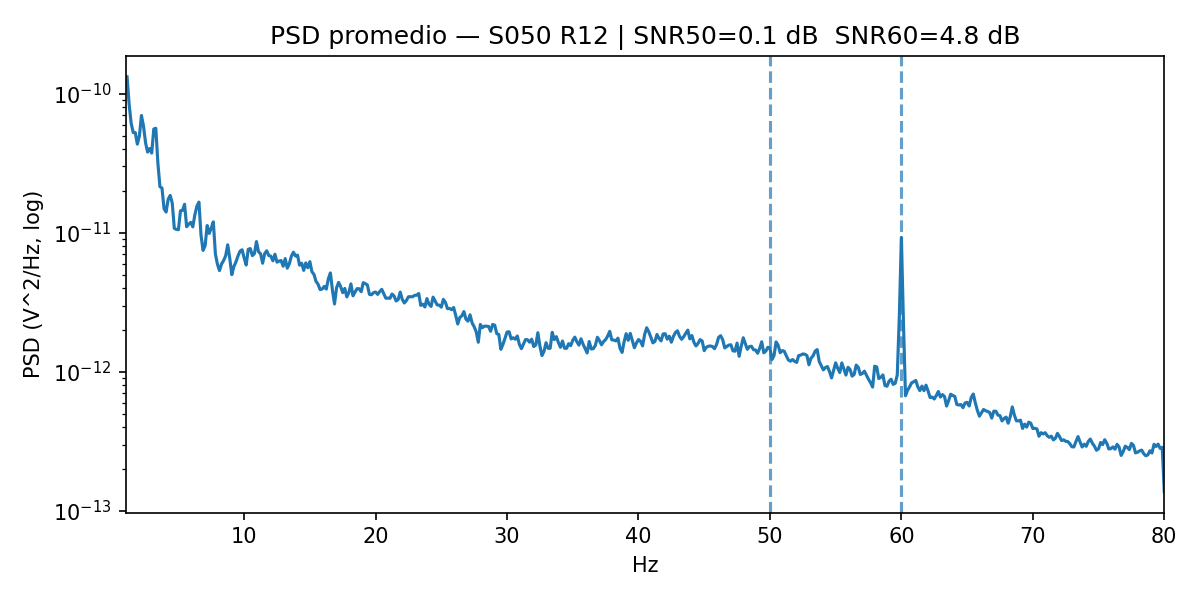 PSD promedio — S050 R12 | SNR50=0.1 dB  SNR60=4.8 dB
PSD (V^2/Hz, log)
10⁻¹⁰
10⁻¹¹
10⁻¹²
10⁻¹³
10 20 30 40 50 60 70 80
Hz